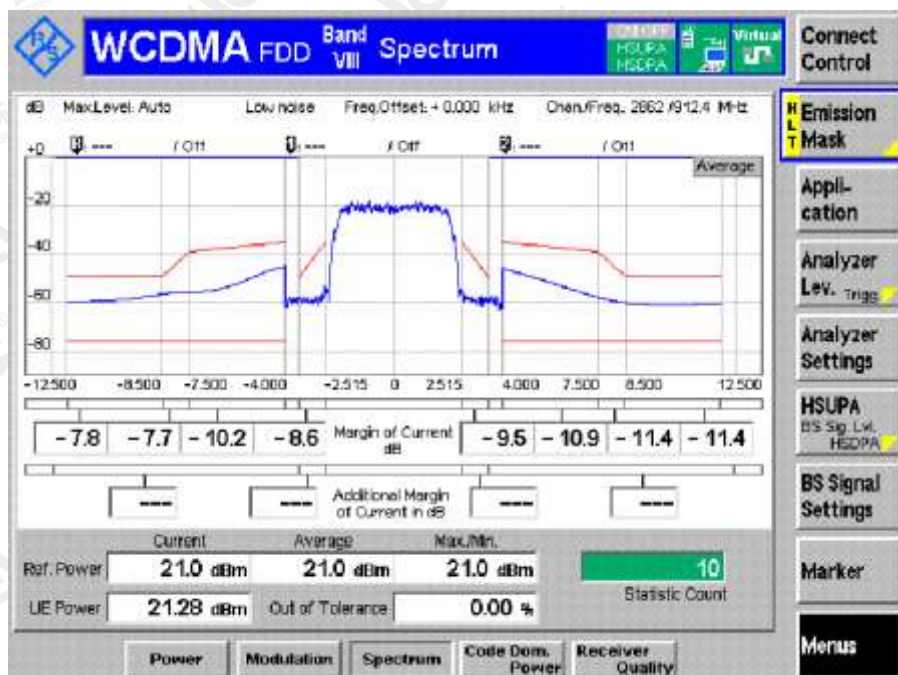 R&S
WCDMA FDD Band VIII Spectrum
HSUPA
HSDPA
Virtual
Connect Control
dB Max.Level: Auto Low noise Freq.Offset: + 0.000 kHz Chan./Freq. 2862 /912.4 MHz
HLT
Emission Mask
+0 --- / Off 1: --- / Off 2: --- / Off
Average
-20
-40
-60
-80
-12.500 -8.500 -7.500 -4.000 -2.515 0 2.515 4.000 7.500 8.500 12.500
-7.8 -7.7 -10.2 -8.6 Margin of Current dB -9.5 -10.9 -11.4 -11.4
--- --- Additional Margin of Current in dB --- ---
Current Average Max./Min.
Ref. Power 21.0 dBm 21.0 dBm 21.0 dBm
10
Statistic Count
UE Power 21.28 dBm Out of Tolerance 0.00 %
Appli-
cation
Analyzer
Lev. Trigg.
Analyzer
Settings
HSUPA
BS Sig. Lvl.
HSDPA
BS Signal
Settings
Marker
Menus
Power Modulation Spectrum Code Dom. Power Receiver Quality